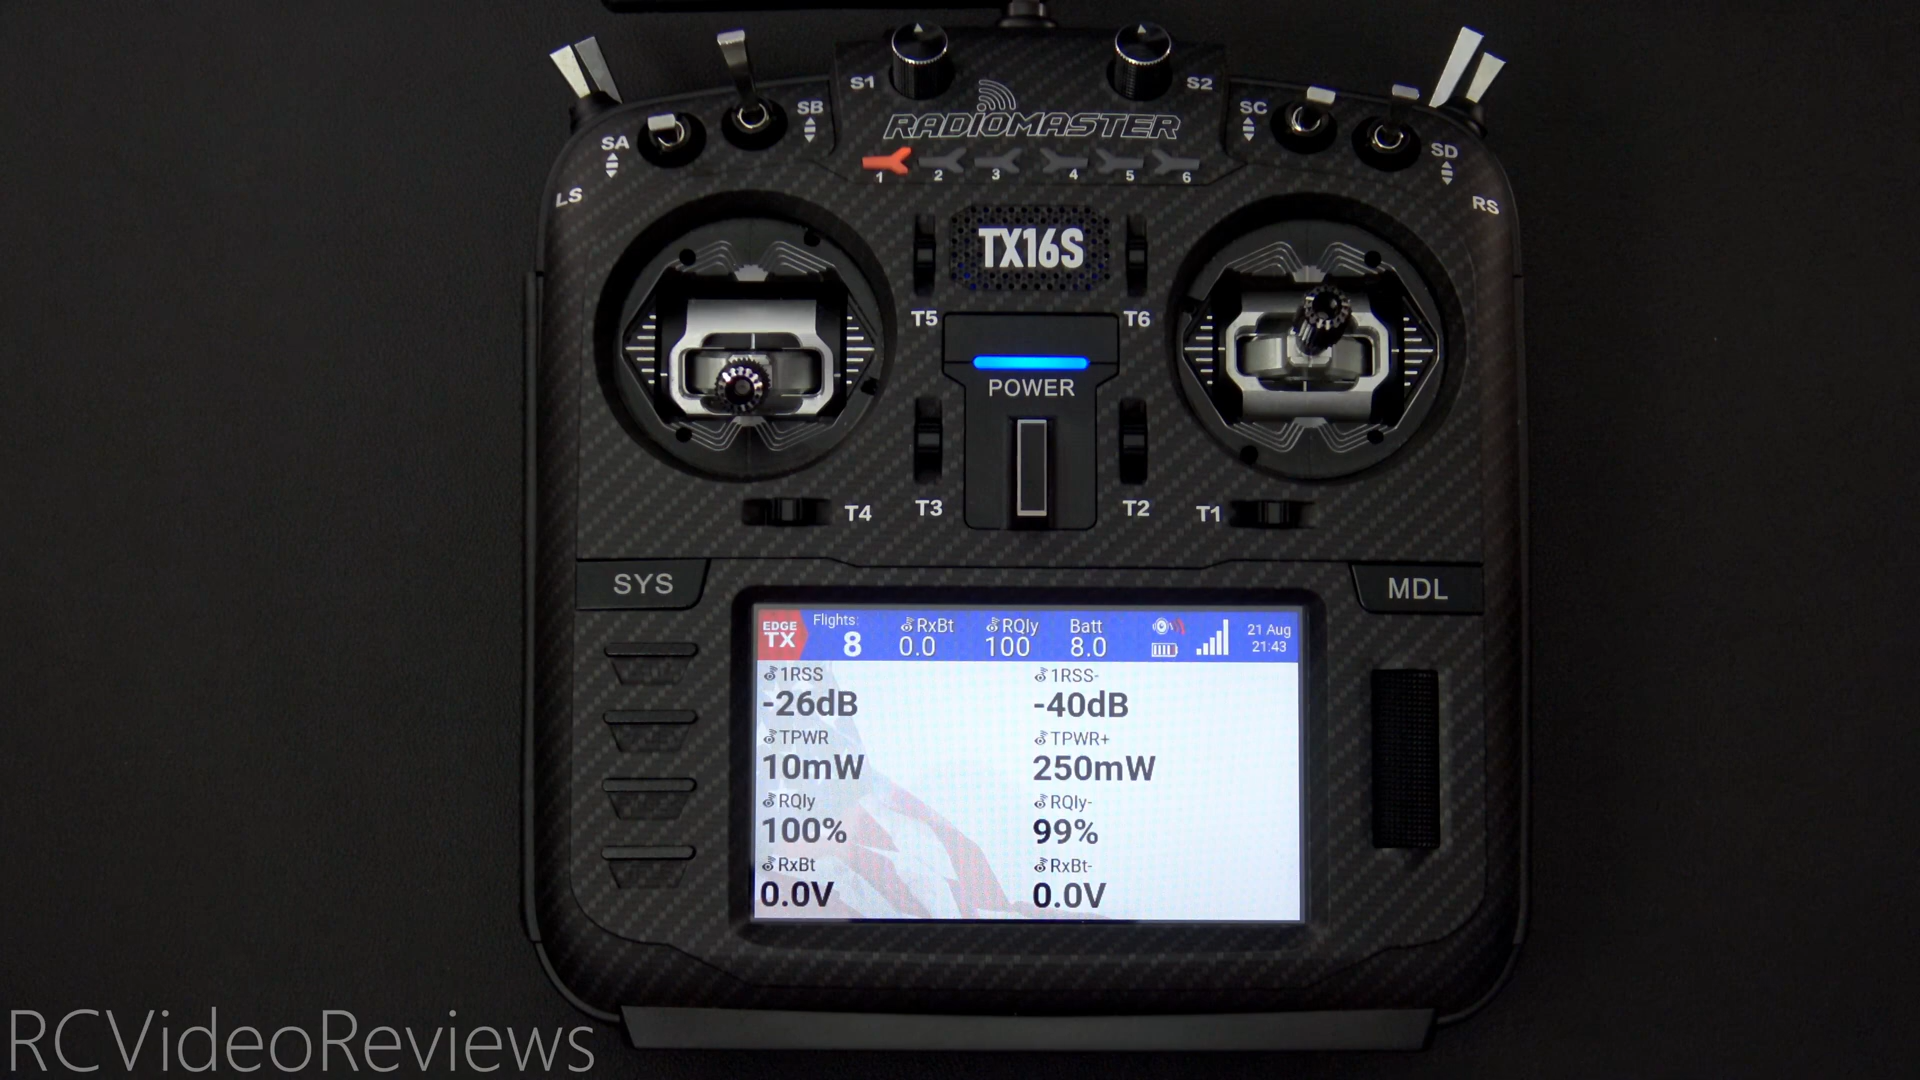 S1
S2
RADIOMASTER
SA
SB
SC
SD
1 2 3 4 5 6
LS
RS
TX16S
T5
T6
POWER
T4
T3
T2
T1
SYS
MDL
EDGE
TX
Flights:
8
RxBt
0.0
RQly
100
Batt
8.0
21 Aug
21:43
1RSS
-26dB
1RSS-
-40dB
TPWR
10mW
TPWR+
250mW
RQly
100%
RQly-
99%
RxBt
0.0V
RxBt-
0.0V
RCVideoReviews